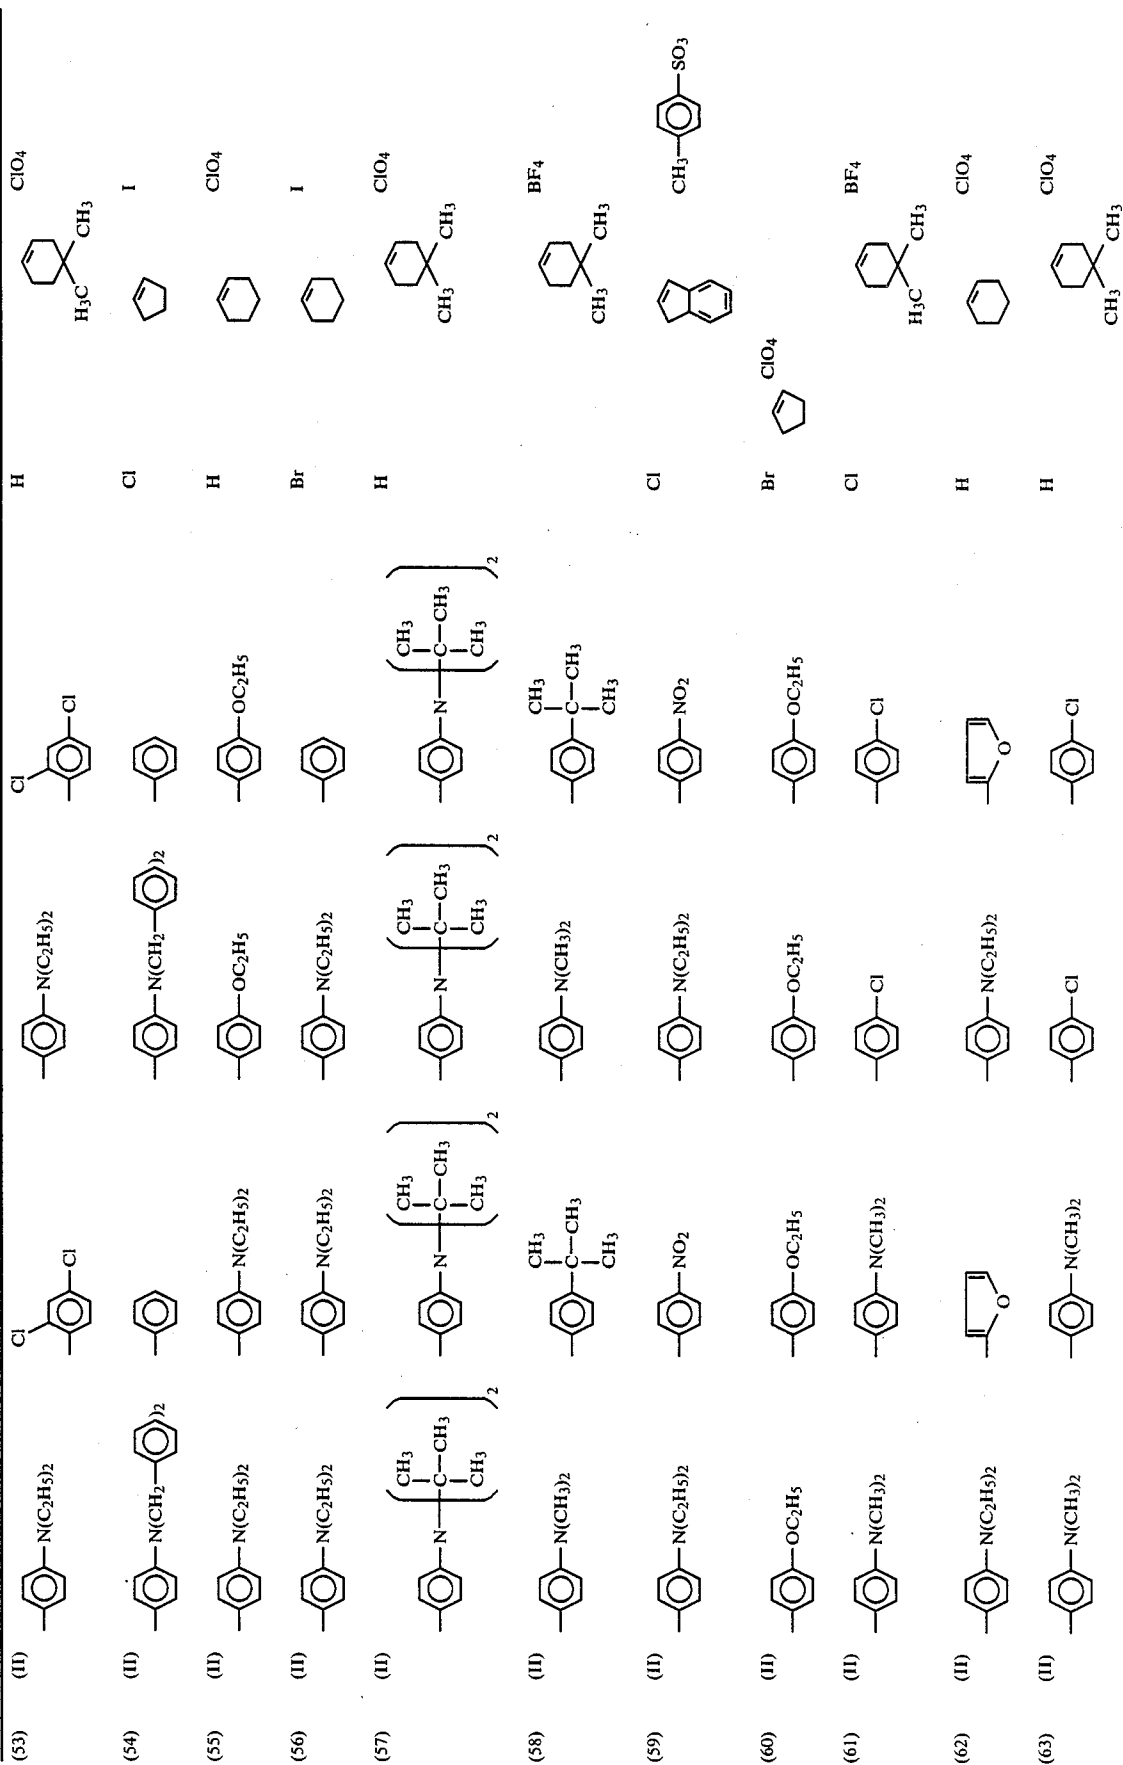 (53) (II) N(C2H5)2 Cl Cl N(C2H5)2 Cl Cl H H3C CH3 ClO4
(54) (II) N(CH2 )2 N(CH2 )2 Cl I
(55) (II) N(C2H5)2 N(C2H5)2 OC2H5 OC2H5 H ClO4
(56) (II) N(C2H5)2 N(C2H5)2 N(C2H5)2 Br I
(57) (II) N ( CH3 C CH3 CH3 )2 N ( CH3 C CH3 CH3 )2 N ( CH3 C CH3 CH3 )2 N ( CH3 C CH3 CH3 )2 H CH3 CH3 ClO4
(58) (II) N(CH3)2 CH3 C CH3 CH3 N(CH3)2 CH3 C CH3 CH3 CH3 CH3 BF4
(59) (II) N(C2H5)2 NO2 N(C2H5)2 NO2 Cl CH3 SO3
(60) (II) OC2H5 OC2H5 OC2H5 OC2H5 Br ClO4
(61) (II) N(CH3)2 N(CH3)2 Cl Cl Cl H3C CH3 BF4
(62) (II) N(C2H5)2 O N(C2H5)2 O H ClO4
(63) (II) N(CH3)2 N(CH3)2 Cl Cl H CH3 CH3 ClO4